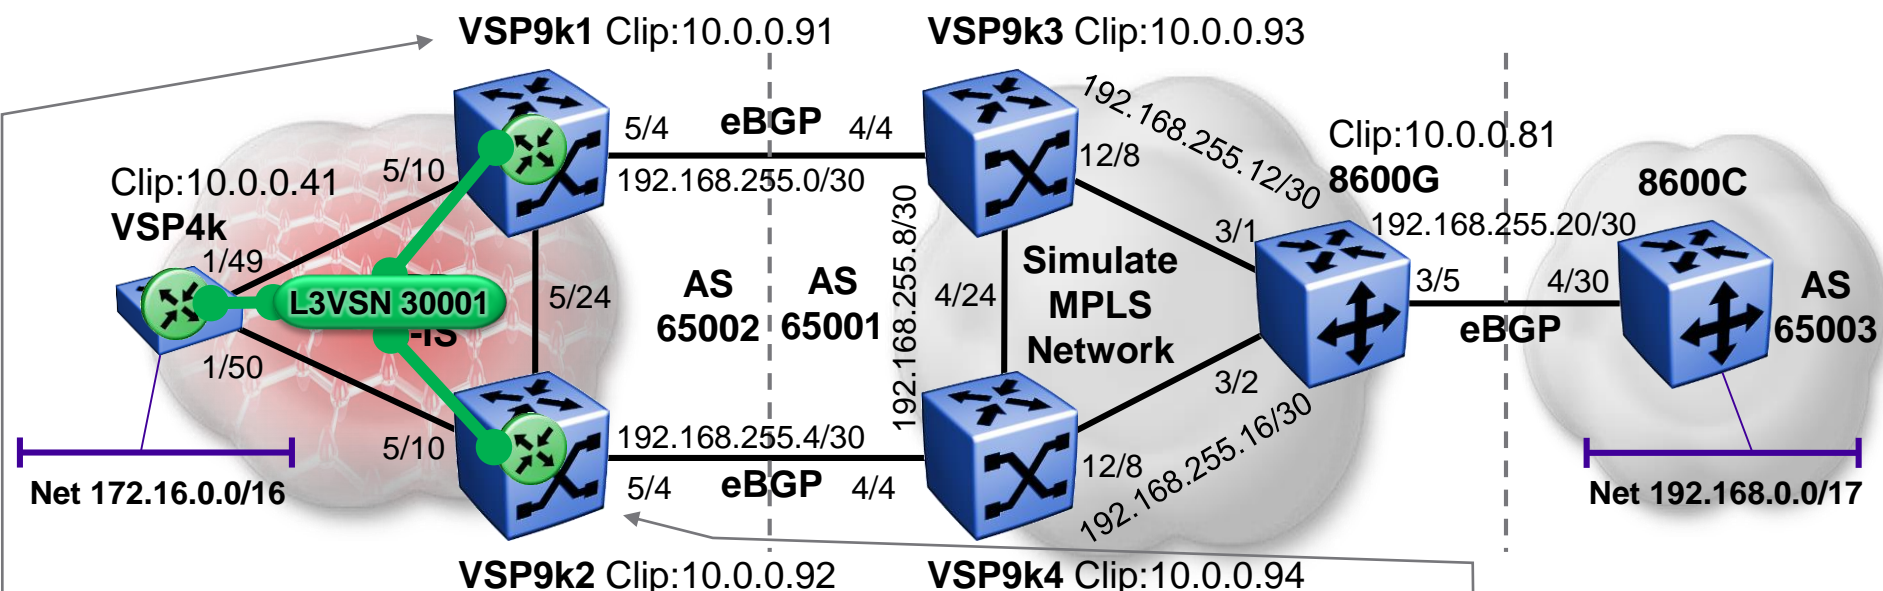 VSP9k1 Clip:10.0.0.91
VSP9k3 Clip:10.0.0.93
5/4
eBGP
4/4
192.168.255.0/30
192.168.255.12/30
12/8
Clip:10.0.0.81
8600G
8600C
Clip:10.0.0.41
VSP4k
5/10
1/49
L3VSN 30001
-IS
5/24
AS
65002
AS
65001
192.168.255.8/30
4/24
Simulate
MPLS
Network
3/1
192.168.255.20/30
3/5
4/30
eBGP
AS
65003
1/50
5/10
3/2
192.168.255.16/30
192.168.255.4/30
eBGP
5/4
4/4
12/8
Net 172.16.0.0/16
Net 192.168.0.0/17
VSP9k2 Clip:10.0.0.92
VSP9k4 Clip:10.0.0.94